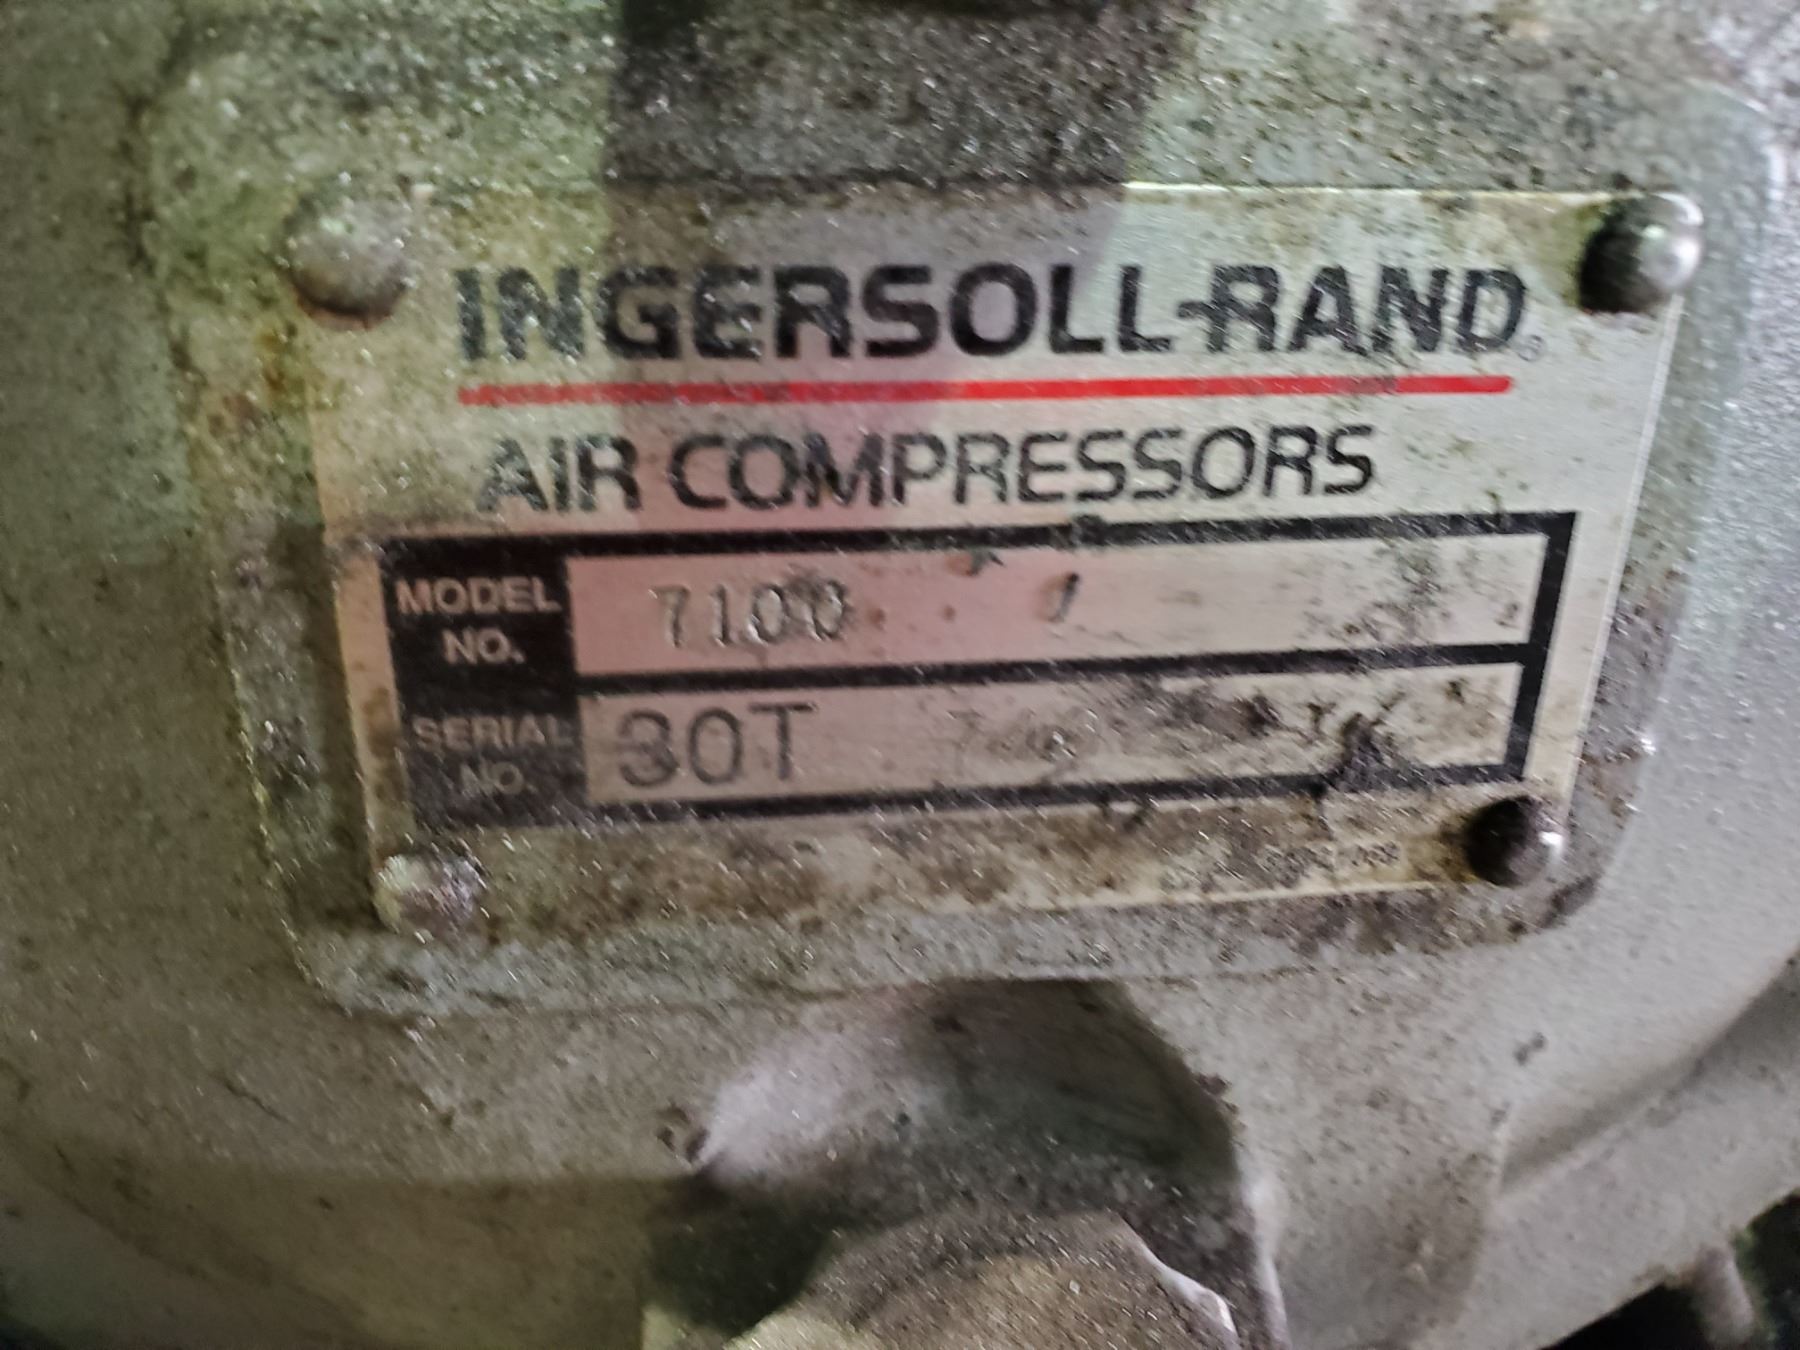 INGERSOLL-RAND®
AIR COMPRESSORS
MODEL NO. 7100
SERIAL NO. 30T